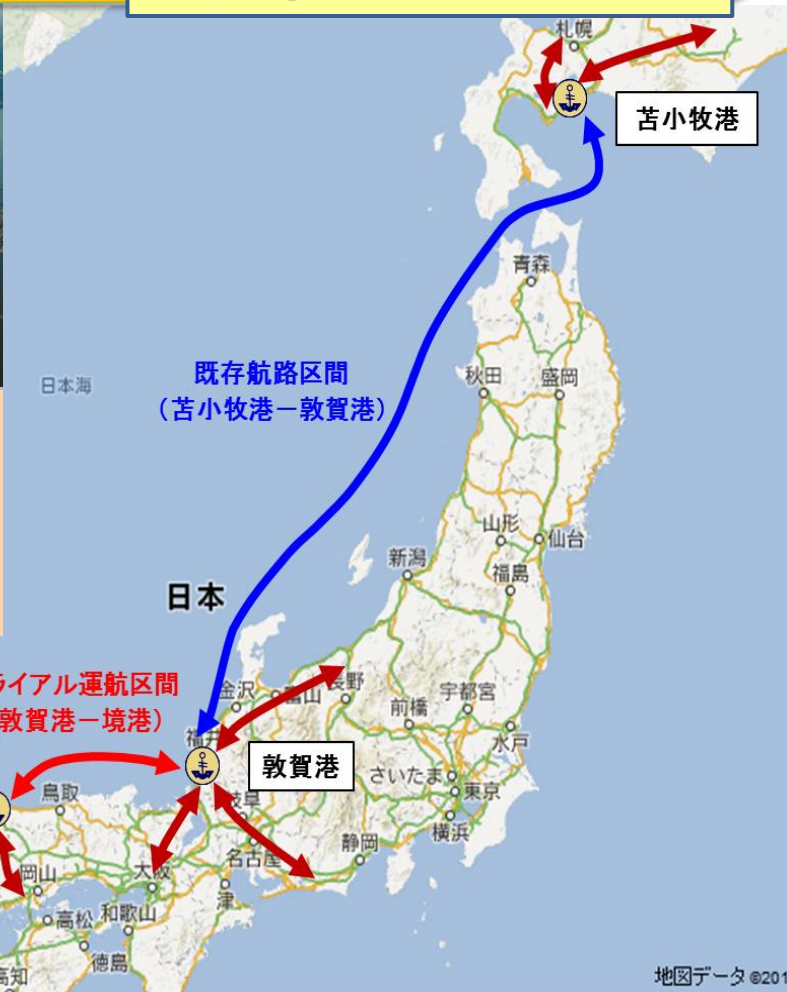 札幌
苫小牧港
青森
既存航路区間
（苫小牧港－敦賀港）
日本海
秋田
盛岡
山形
仙台
新潟
福島
日本
ライアル運航区間
敦賀港－境港）
金沢
富山
長野
前橋
宇都宮
水戸
福井
敦賀港
さいたま
東京
鳥取
岐阜
横浜
静岡
名古屋
岡山
大阪
津
高松
和歌山
徳島
高知
地図データ ©201